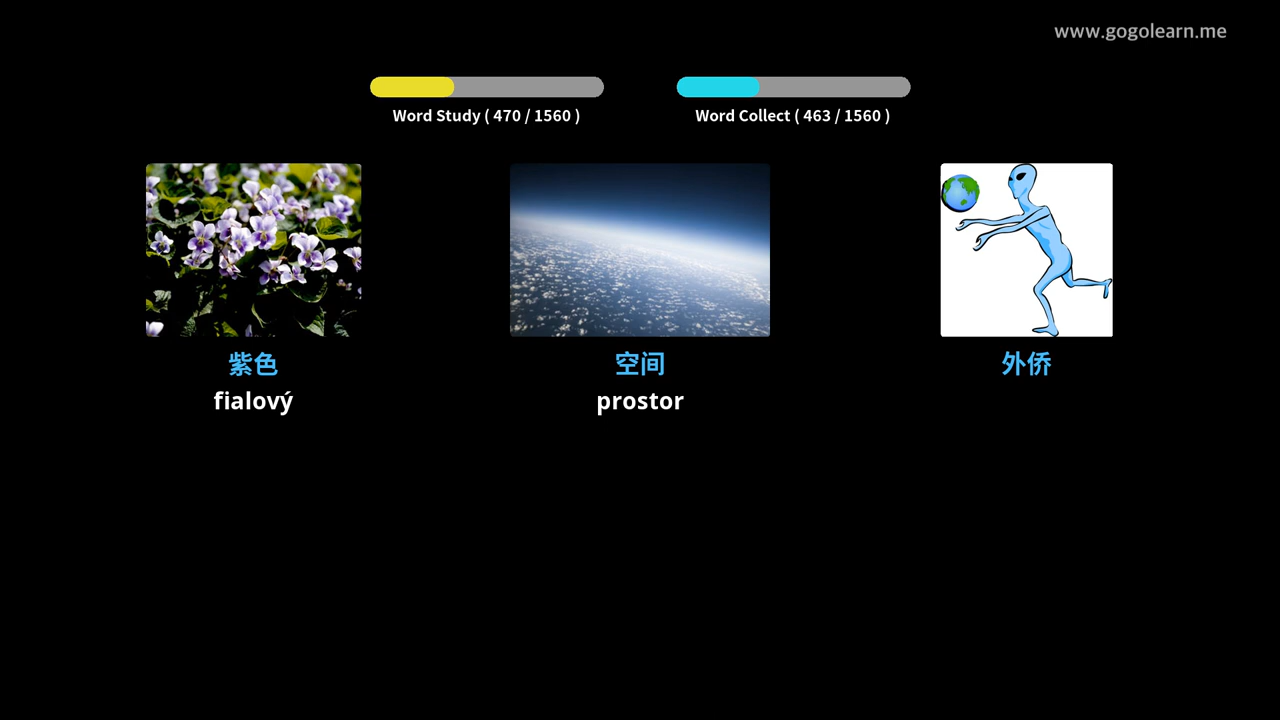 www.gogolearn.me
Word Study ( 470 / 1560 )
Word Collect ( 463 / 1560 )
紫色
fialový
空间
prostor
外侨